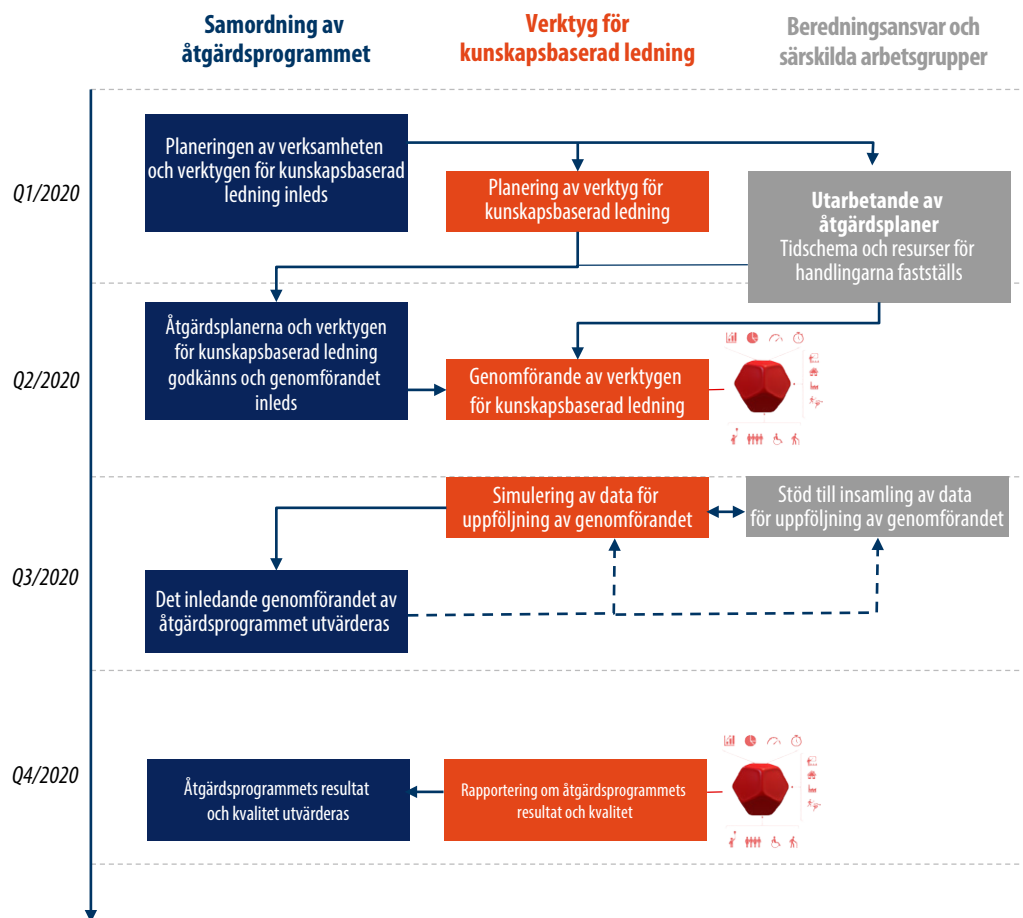 Samordning av
åtgärdsprogrammet
Verktyg för
kunskapsbaserad ledning
Beredningsansvar och
särskilda arbetsgrupper
Q1/2020
Planeringen av verksamheten
och verktygen för kunskapsbaserad
ledning inleds
Planering av verktyg för
kunskapsbaserad ledning
Utarbetande av
åtgärdsplaner
Tidschema och resurser för
handlingarna fastställs
Q2/2020
Åtgärdsplanerna och verktygen
för kunskapsbaserad ledning
godkänns och genomförandet
inleds
Genomförande av verktygen
för kunskapsbaserad ledning
Q3/2020
Simulering av data för
uppföljning av genomförandet
Stöd till insamling av data
för uppföljning av genomförandet
Det inledande genomförandet av
åtgärdsprogrammet utvärderas
Q4/2020
Åtgärdsprogrammets resultat
och kvalitet utvärderas
Rapportering om åtgärdsprogrammets
resultat och kvalitet